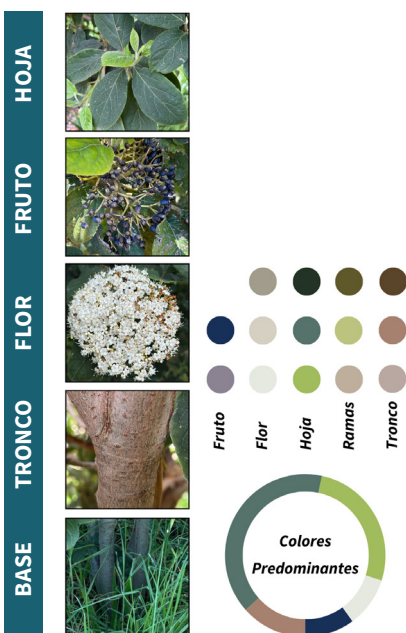 HOJA
FRUTO
FLOR
TRONCO
BASE
Fruto
Flor
Hoja
Ramas
Tronco
Colores
Predominantes